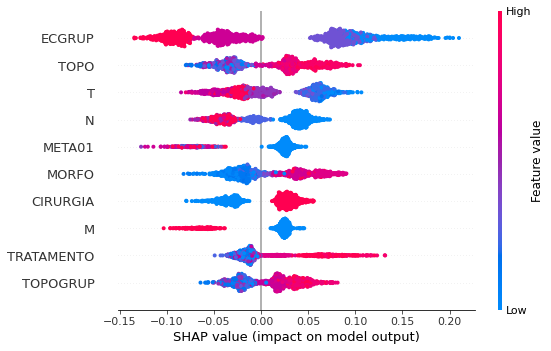 High
ECGRUP
TOPO
T
N
META01
MORFO
CIRURGIA
M
TRATAMENTO
TOPOGRUP
Feature value
Low
−0.15 −0.10 −0.05 0.00 0.05 0.10 0.15 0.20
SHAP value (impact on model output)